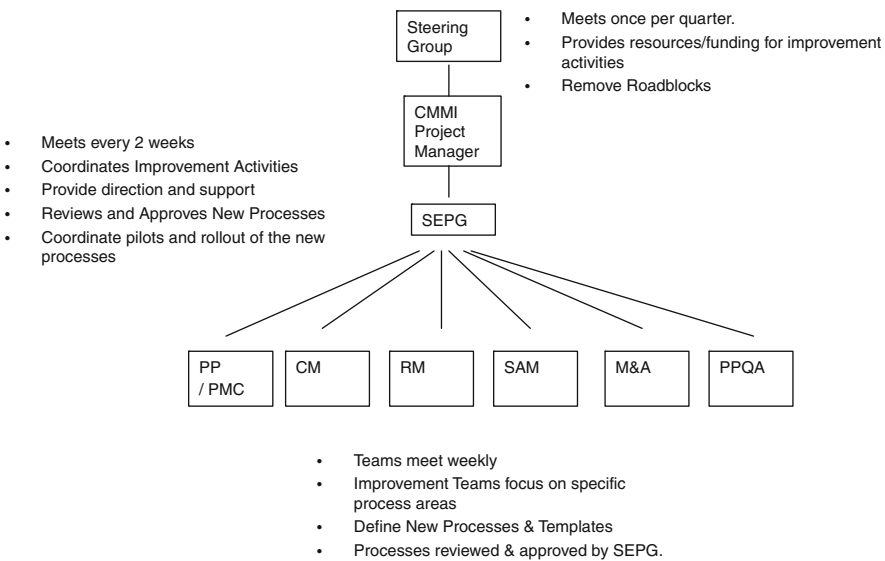 Steering
Group
• Meets once per quarter.
• Provides resources/funding for improvement
activities
• Remove Roadblocks
CMMI
Project
Manager
• Meets every 2 weeks
• Coordinates Improvement Activities
• Provide direction and support
• Reviews and Approves New Processes
• Coordinate pilots and rollout of the new
processes
SEPG
PP
/ PMC
CM
RM
SAM
M&A
PPQA
• Teams meet weekly
• Improvement Teams focus on specific
process areas
• Define New Processes & Templates
• Processes reviewed & approved by SEPG.